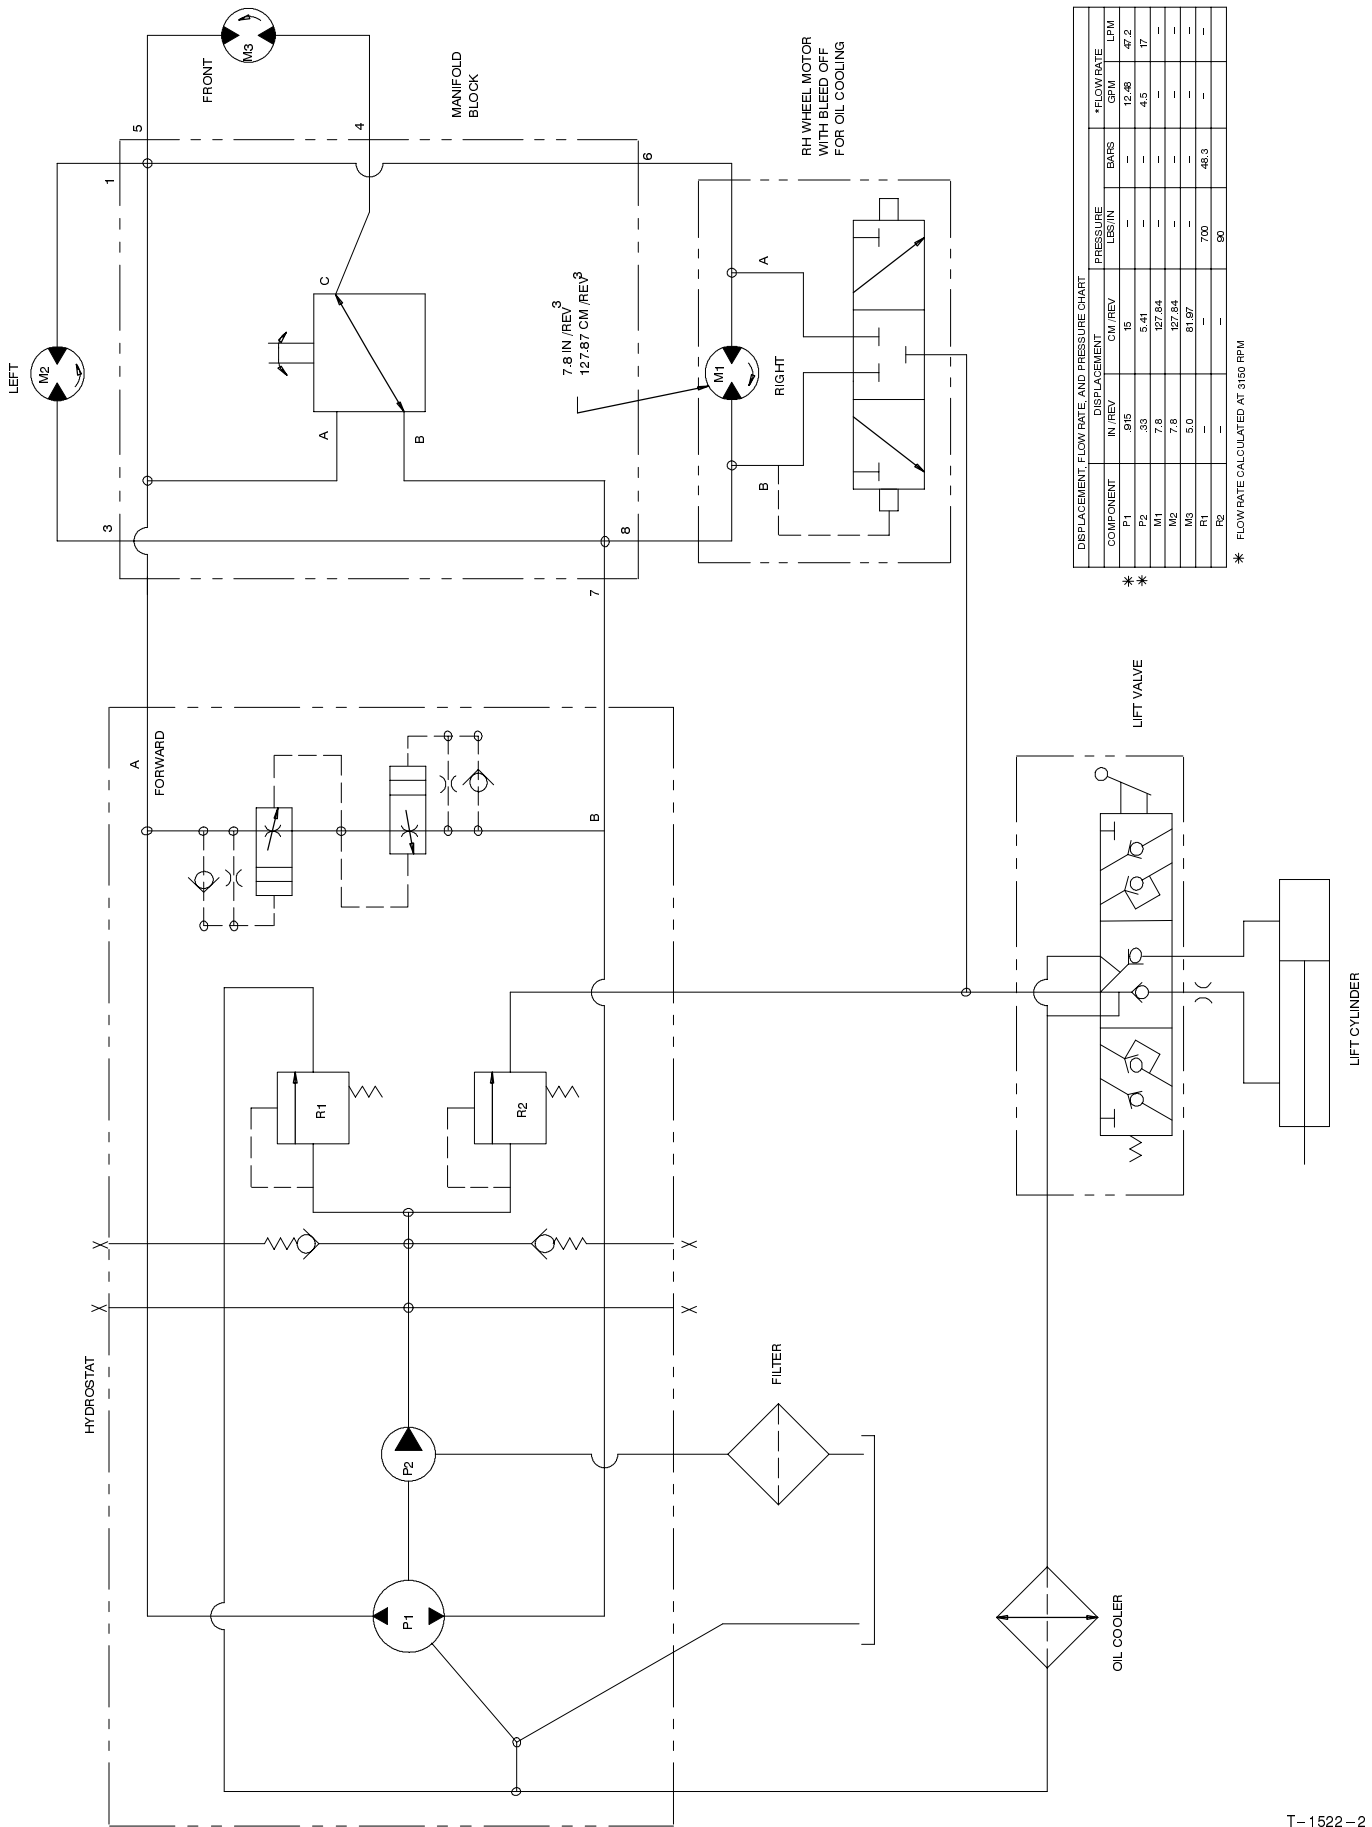 LEFT
M2
FRONT
M3
5
4
1
3
6
8
7
MANIFOLD
BLOCK
A
B
C
7.8 IN /REV 3
127.87 CM /REV 3
RH WHEEL MOTOR
WITH BLEED OFF
FOR OIL COOLING
M1
RIGHT
A
B
HYDROSTAT
A
FORWARD
B
R1
R2
P2
P1
FILTER
OIL COOLER
LIFT VALVE
LIFT CYLINDER
DISPLACEMENT, FLOW RATE, AND PRESSURE CHART
DISPLACEMENT PRESSURE *FLOW RATE
COMPONENT IN /REV CM /REV LBS/IN BARS GPM LPM
* P1 .915 15 – – 12.48 47.2
* P2 .33 5.41 – – 4.5 17
M1 7.8 127.84 – – – –
M2 7.8 127.84 – – – –
M3 5.0 81.97 – – – –
R1 – – 700 48.3 – –
R2 – – 90
* FLOW RATE CALCULATED AT 3150 RPM
T-1522-2